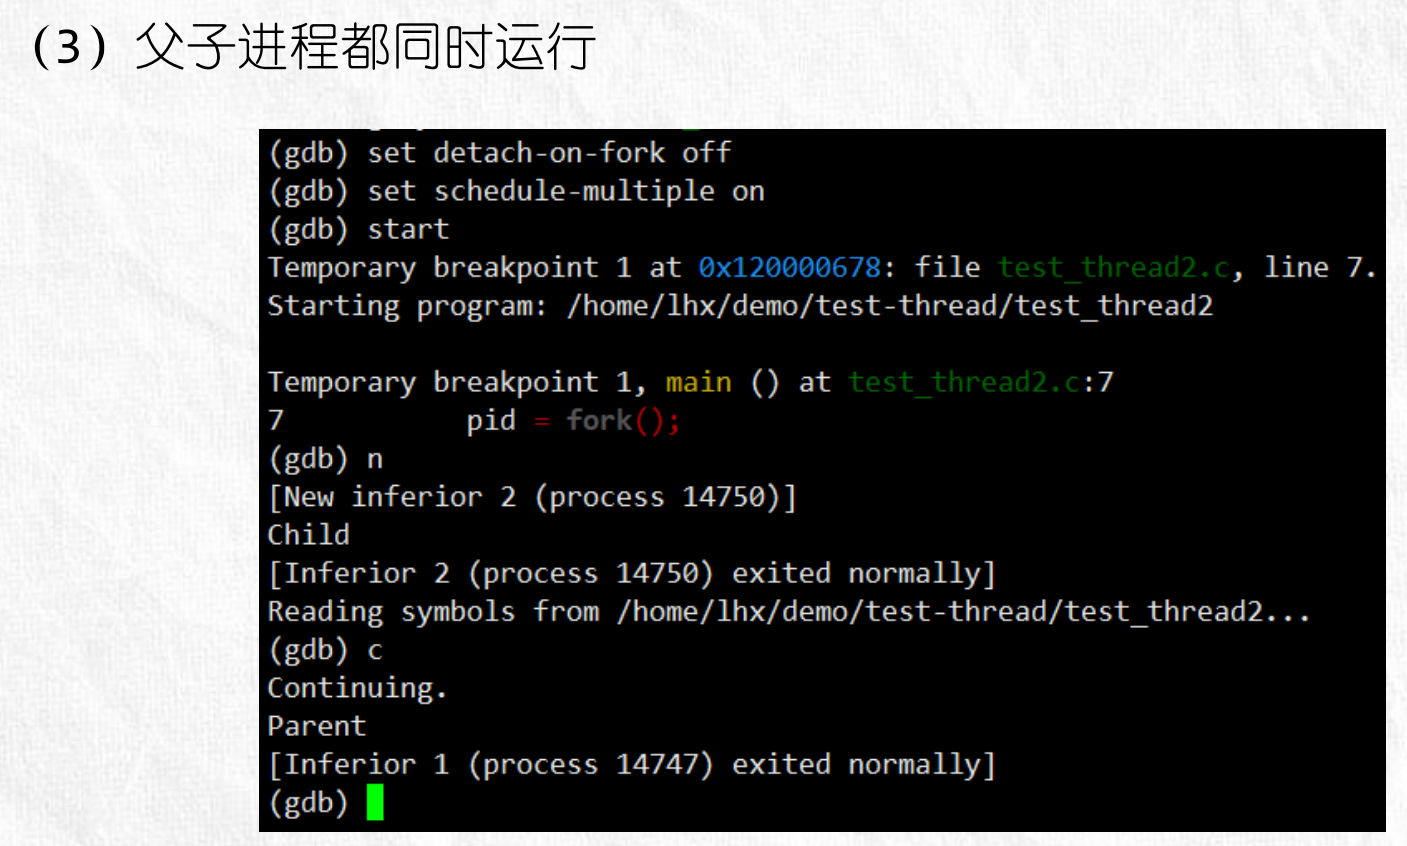 (3) 父子进程都同时运行
(gdb) set detach-on-fork off
(gdb) set schedule-multiple on
(gdb) start
Temporary breakpoint 1 at 0x120000678: file test_thread2.c, line 7.
Starting program: /home/lhx/demo/test-thread/test_thread2
Temporary breakpoint 1, main () at test_thread2.c:7
7 pid = fork();
(gdb) n
[New inferior 2 (process 14750)]
Child
[Inferior 2 (process 14750) exited normally]
Reading symbols from /home/lhx/demo/test-thread/test_thread2...
(gdb) c
Continuing.
Parent
[Inferior 1 (process 14747) exited normally]
(gdb)